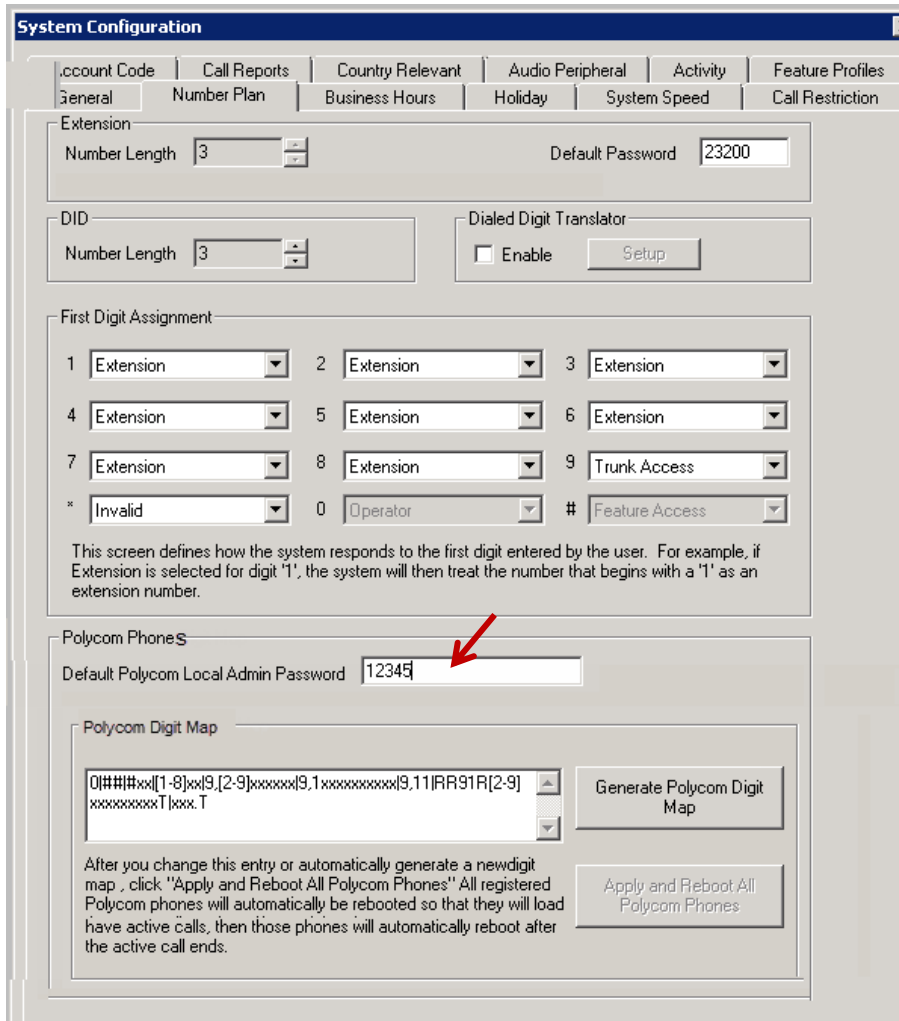 System Configuration
Account Code Call Reports Country Relevant Audio Peripheral Activity Feature Profiles
General Number Plan Business Hours Holiday System Speed Call Restriction
Extension
Number Length 3 Default Password 23200
DID Dialed Digit Translator
Number Length 3 Enable Setup
First Digit Assignment
1 Extension 2 Extension 3 Extension
4 Extension 5 Extension 6 Extension
7 Extension 8 Extension 9 Trunk Access
* Invalid 0 Operator # Feature Access
This screen defines how the system responds to the first digit entered by the user. For example, if
Extension is selected for digit '1', the system will then treat the number that begins with a '1' as an
extension number.
Polycom Phones
Default Polycom Local Admin Password 12345
Polycom Digit Map
0|##|#xx|[1-8]xx|9,[2-9]xxxxxx|9,1xxxxxxxxxx|9,11|RR91R[2-9]
xxxxxxxxxT|xxx.T
Generate Polycom Digit
Map
After you change this entry or automatically generate a newdigit
map , click "Apply and Reboot All Polycom Phones" All registered
Polycom phones will automatically be rebooted so that they will load
have active calls, then those phones will automatically reboot after
the active call ends.
Apply and Reboot All
Polycom Phones